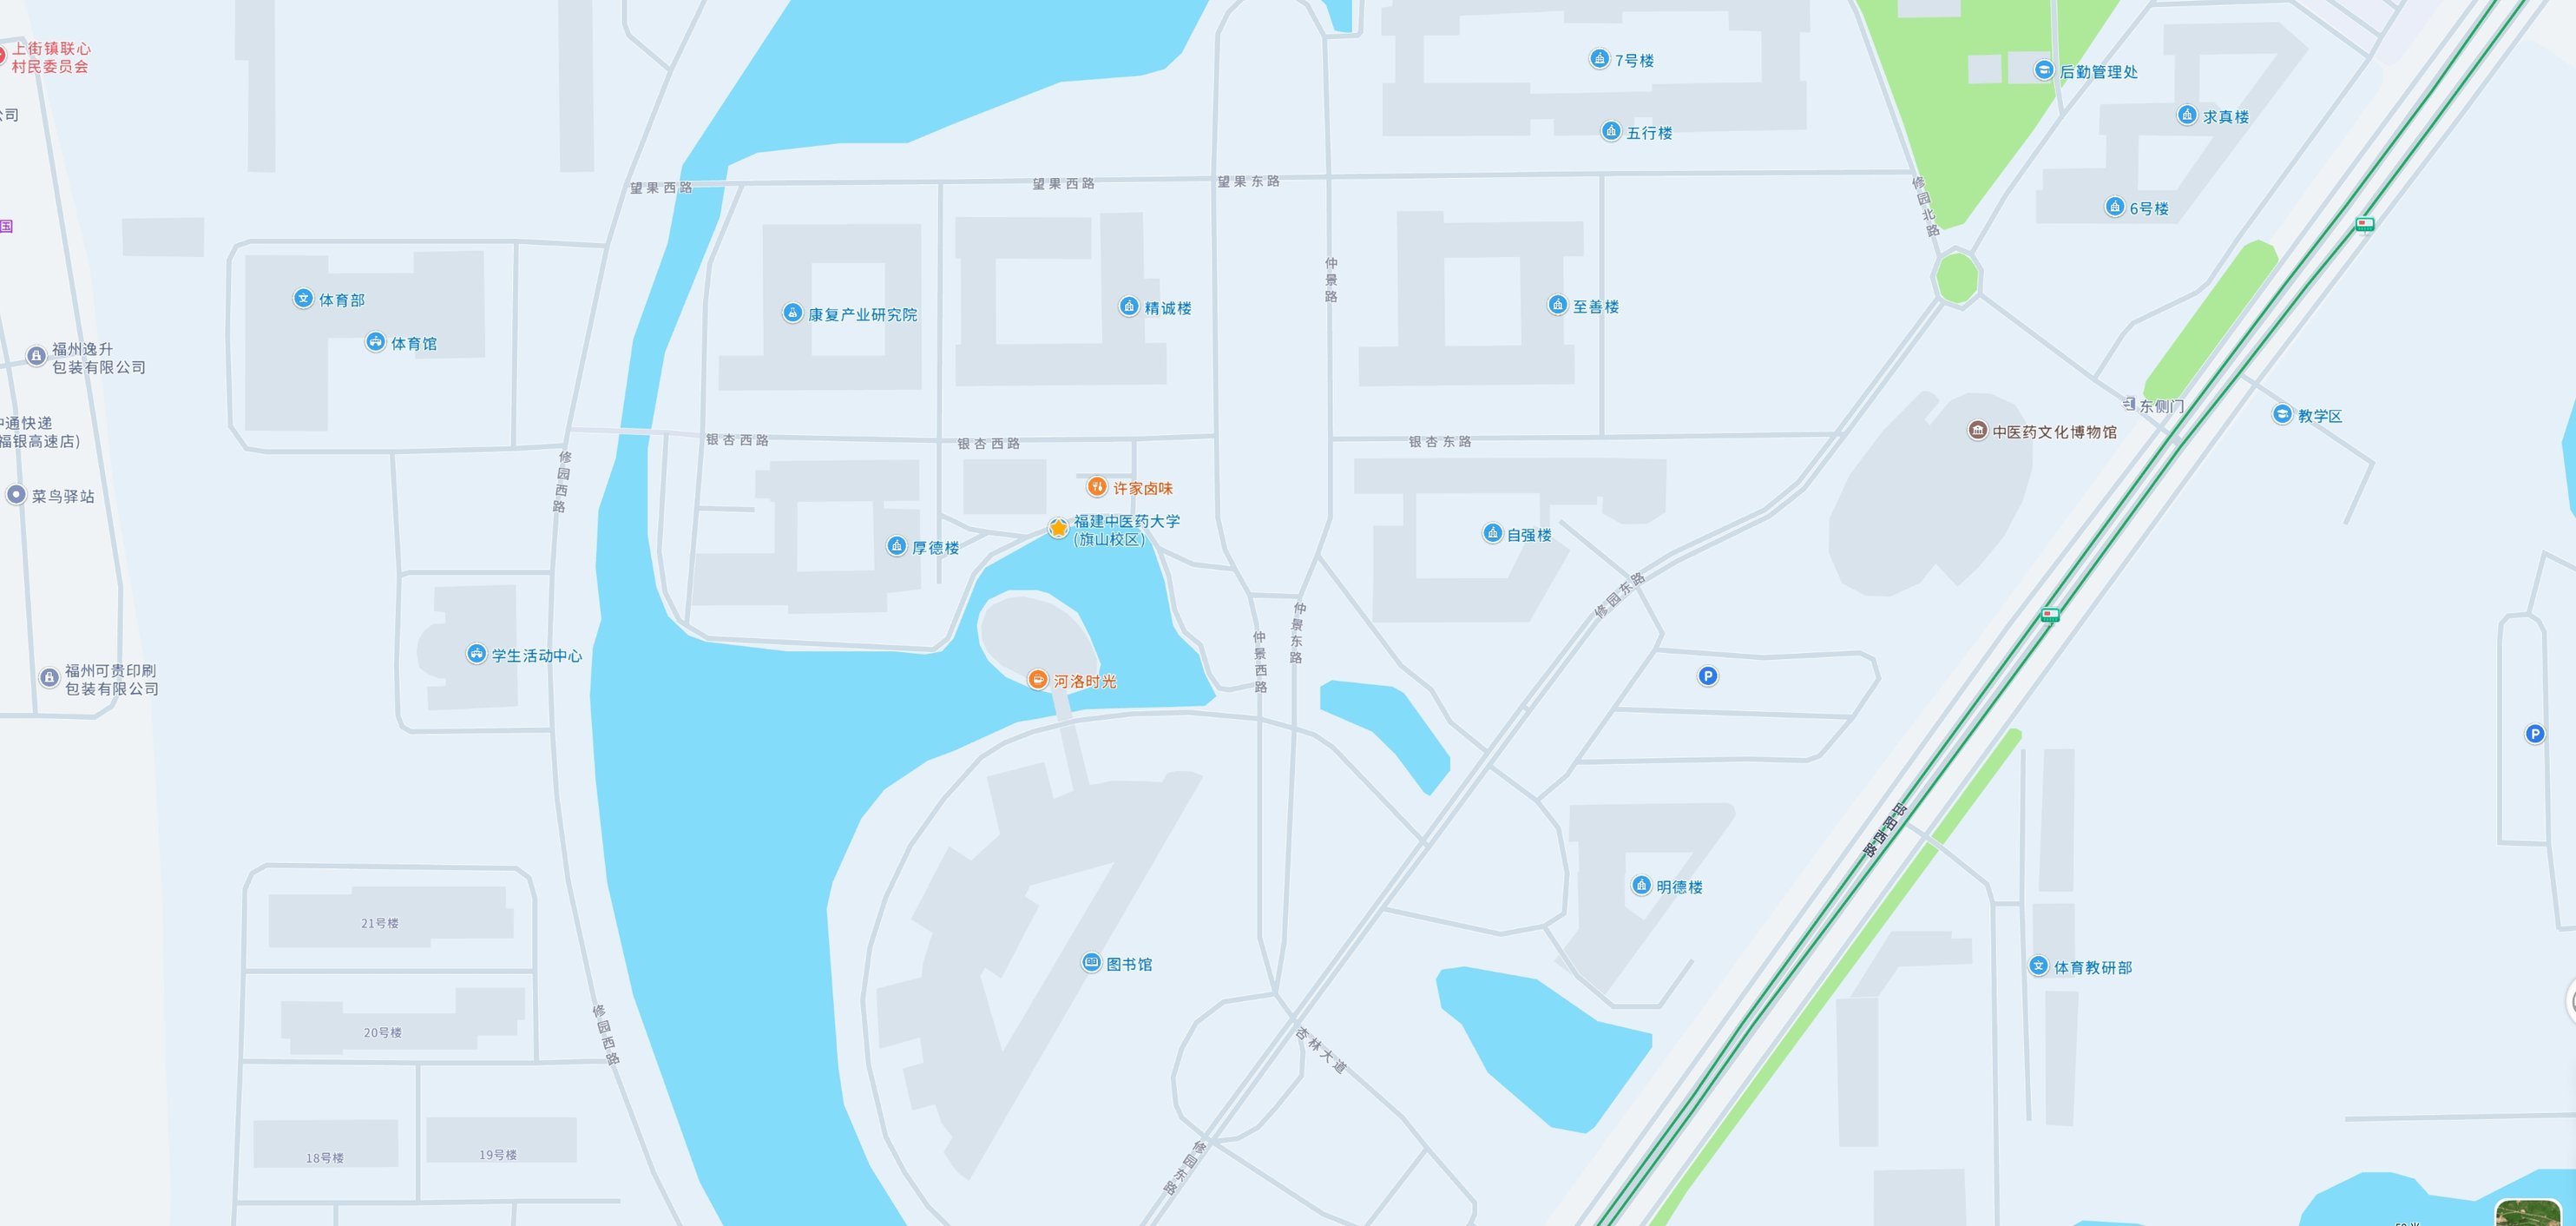 上街镇联心
村民委员会
公司
7号楼
后勤管理处
五行楼
求真楼
望果西路
望果西路
望果东路
修园北路
6号楼
国
体育部
体育馆
康复产业研究院
精诚楼
仲景路
至善楼
福州逸升
包装有限公司
东侧门
教学区
中通快递
福银高速店)
银杏西路
银杏西路
银杏东路
中医药文化博物馆
菜鸟驿站
修园西路
许家卤味
福建中医药大学
(旗山校区)
厚德楼
自强楼
修园东路
学生活动中心
仲景西路
仲景东路
福州可贵印刷
包装有限公司
河洛时光
P
P
邱阳西路
明德楼
21号楼
图书馆
体育教研部
20号楼
修园西路
杏林大道
18号楼
19号楼
修园东路